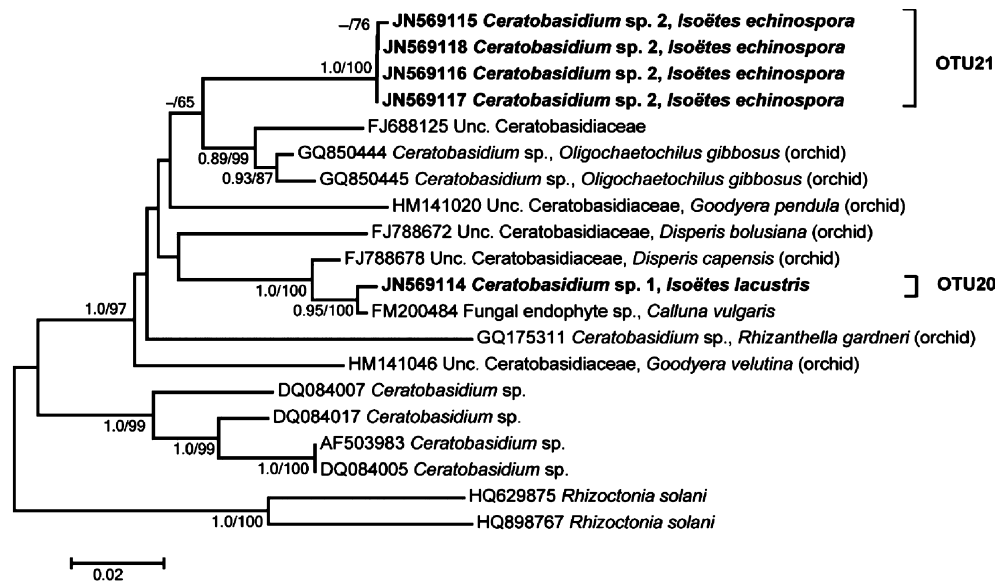 –/76
JN569115 Ceratobasidium sp. 2, Isoëtes echinospora
JN569118 Ceratobasidium sp. 2, Isoëtes echinospora
OTU21
1.0/100
JN569116 Ceratobasidium sp. 2, Isoëtes echinospora
JN569117 Ceratobasidium sp. 2, Isoëtes echinospora
–/65
FJ688125 Unc. Ceratobasidiaceae
0.89/99
GQ850444 Ceratobasidium sp., Oligochaetochilus gibbosus (orchid)
0.93/87
GQ850445 Ceratobasidium sp., Oligochaetochilus gibbosus (orchid)
HM141020 Unc. Ceratobasidiaceae, Goodyera pendula (orchid)
FJ788672 Unc. Ceratobasidiaceae, Disperis bolusiana (orchid)
FJ788678 Unc. Ceratobasidiaceae, Disperis capensis (orchid)
1.0/100
JN569114 Ceratobasidium sp. 1, Isoëtes lacustris
OTU20
0.95/100
FM200484 Fungal endophyte sp., Calluna vulgaris
1.0/97
GQ175311 Ceratobasidium sp., Rhizanthella gardneri (orchid)
HM141046 Unc. Ceratobasidiaceae, Goodyera velutina (orchid)
DQ084007 Ceratobasidium sp.
1.0/99
DQ084017 Ceratobasidium sp.
1.0/99
AF503983 Ceratobasidium sp.
1.0/100
DQ084005 Ceratobasidium sp.
HQ629875 Rhizoctonia solani
1.0/100
HQ898767 Rhizoctonia solani
0.02